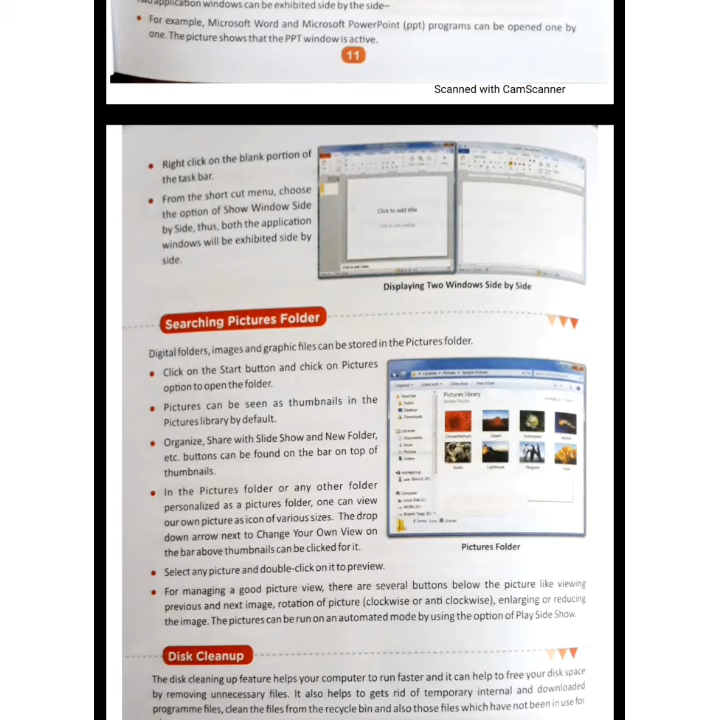 Two application windows can be exhibited side by the side–
• For example, Microsoft Word and Microsoft PowerPoint (ppt) programs can be opened one by
one. The picture shows that the PPT window is active.
11
Scanned with CamScanner
• Right click on the blank portion of
the task bar.
• From the short cut menu, choose
the option of Show Window Side
by Side, thus, both the application
windows will be exhibited side by
side.
Click to add title
Displaying Two Windows Side by Side
Searching Pictures Folder
Digital folders, images and graphic files can be stored in the Pictures folder.
• Click on the Start button and chick on Pictures
option to open the folder.
• Pictures can be seen as thumbnails in the
Pictures library by default.
• Organize, Share with Slide Show and New Folder,
etc. buttons can be found on the bar on top of
thumbnails.
• In the Pictures folder or any other folder
personalized as a pictures folder, one can view
our own picture as icon of various sizes. The drop
down arrow next to Change Your Own View on
the bar above thumbnails can be clicked for it.
Pictures library
Chrysanthemum Desert
Koala Lighthouse Penguins
Pictures Folder
• Select any picture and double-click on it to preview.
• For managing a good picture view, there are several buttons below the picture like viewing
previous and next image, rotation of picture (clockwise or anti clockwise), enlarging or reducing
the image. The pictures can be run on an automated mode by using the option of Play Side Show.
Disk Cleanup
The disk cleaning up feature helps your computer to run faster and it can help to free your disk space
by removing unnecessary files. It also helps to gets rid of temporary internal and downloaded
programme files, clean the files from the recycle bin and also those files which have not been in use for